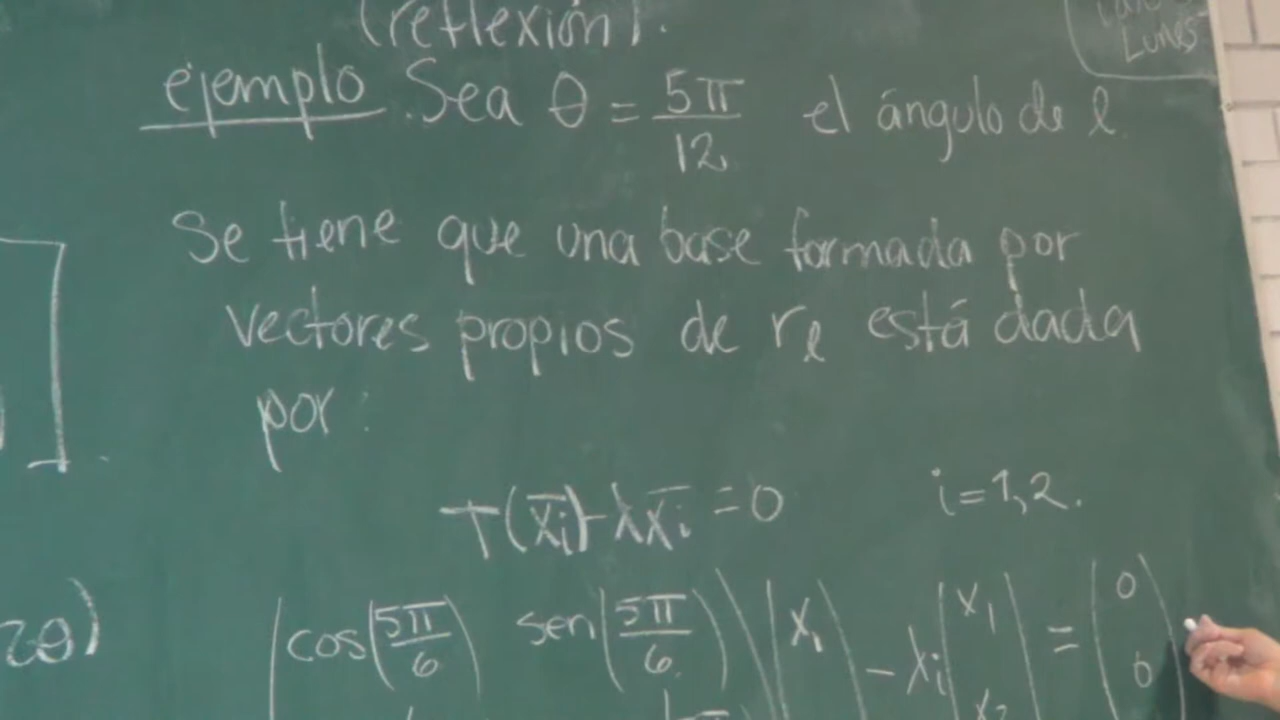 (reflexión).
Lunes
ejemplo. Sea θ = 5π/12 el ángulo de l
Se tiene que una base formada por
vectores propios de rₗ está dada
por:
T(x̄ᵢ) - λx̄ᵢ = 0 i = 1,2.
2θ)
(cos(5π/6) sen(5π/6)) (x₁) - λᵢ (x₁) = (0)
x₂ 0